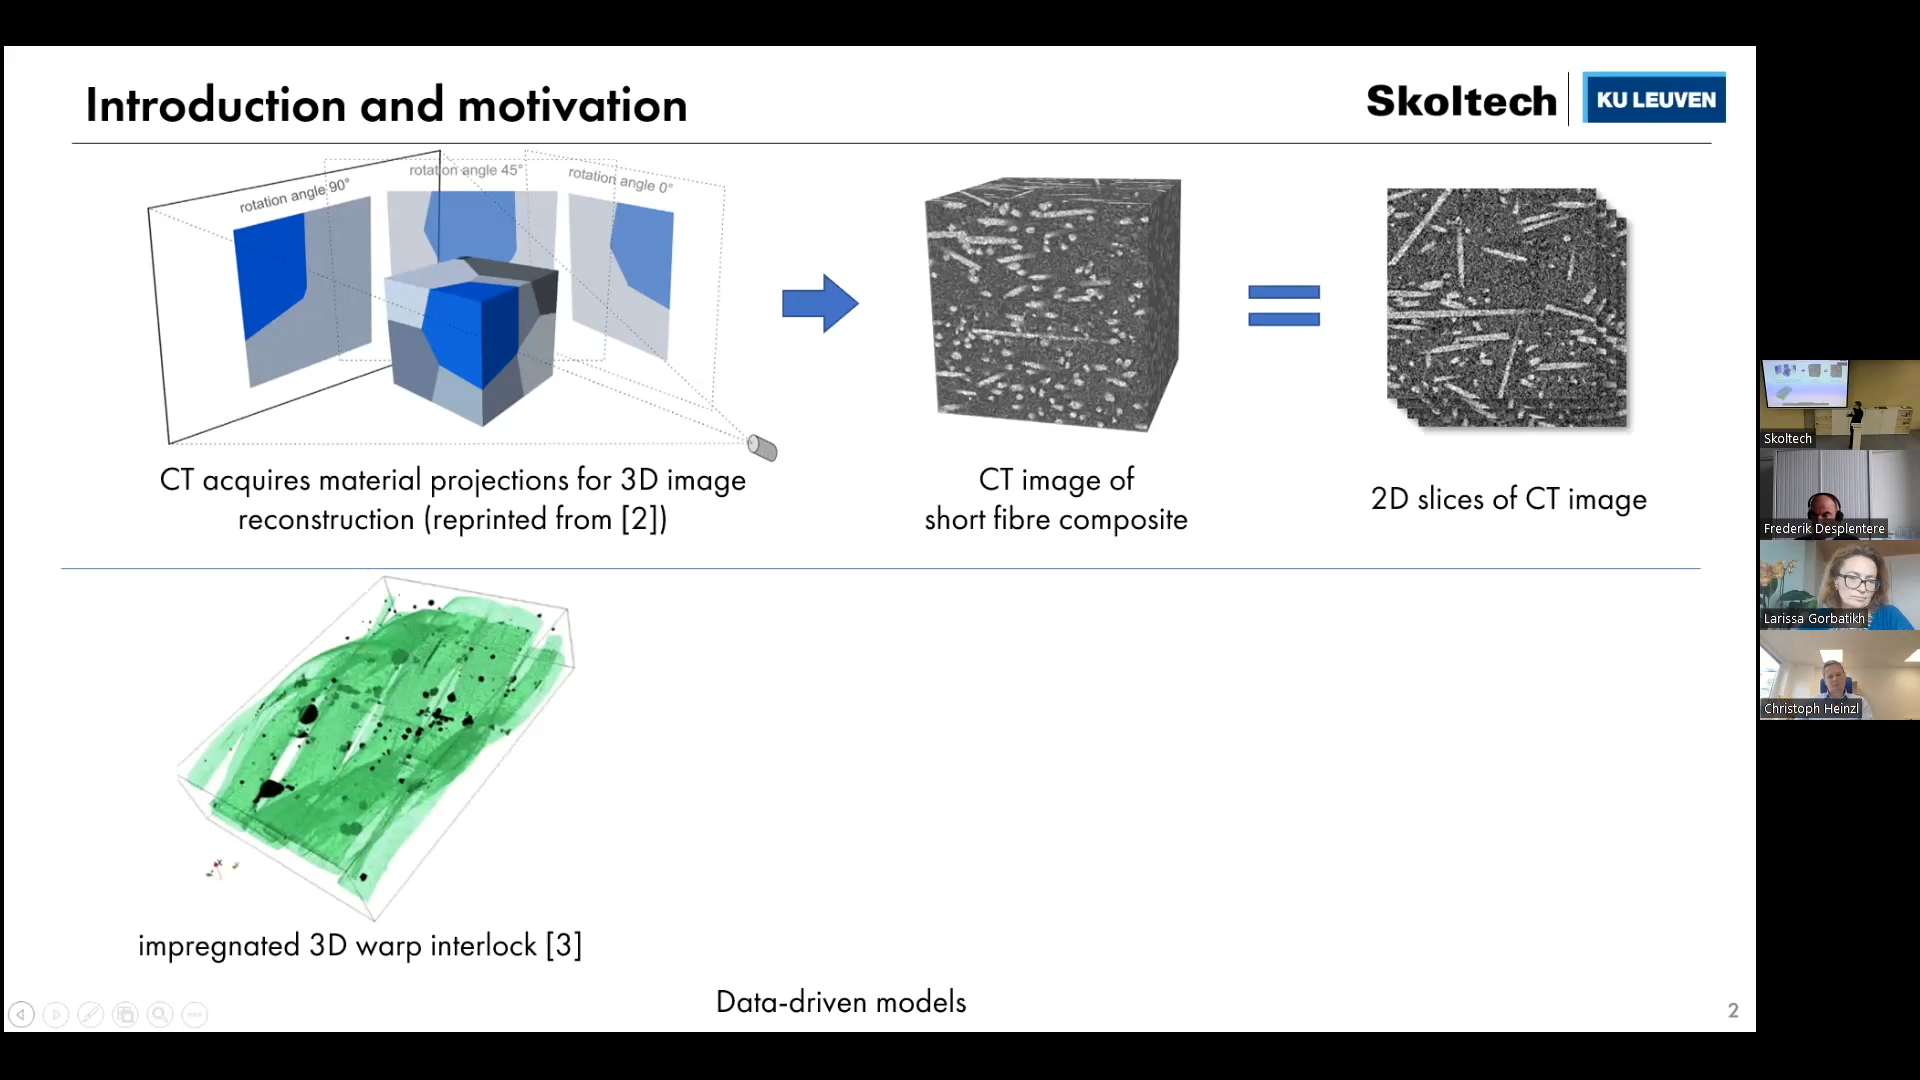 Introduction and motivation
Skoltech
KU LEUVEN
rotation angle 90°
rotation angle 45°
rotation angle 0°
CT acquires material projections for 3D image
reconstruction (reprinted from [2])
CT image of
short fibre composite
2D slices of CT image
impregnated 3D warp interlock [3]
Data-driven models
2
Skoltech
Frederik Desplentere
Larissa Gorbatikh
Christoph Heinzl